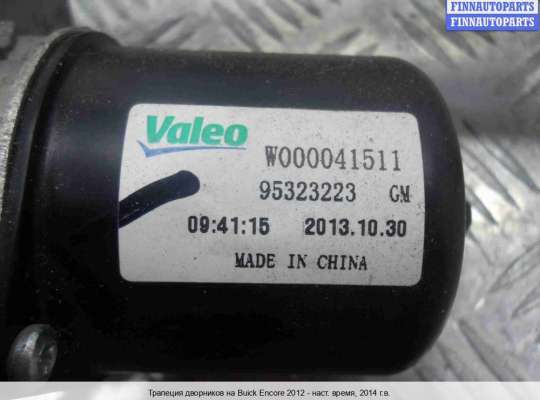 FINNAUTOPARTS
FINNAUTOPARTS
FINNAUTOPARTS
Valeo
W000041511
95323223 GM
09:41:15 2013.10.30
MADE IN CHINA
Трапеция дворников на Buick Encore 2012 - наст. время, 2014 г.в.